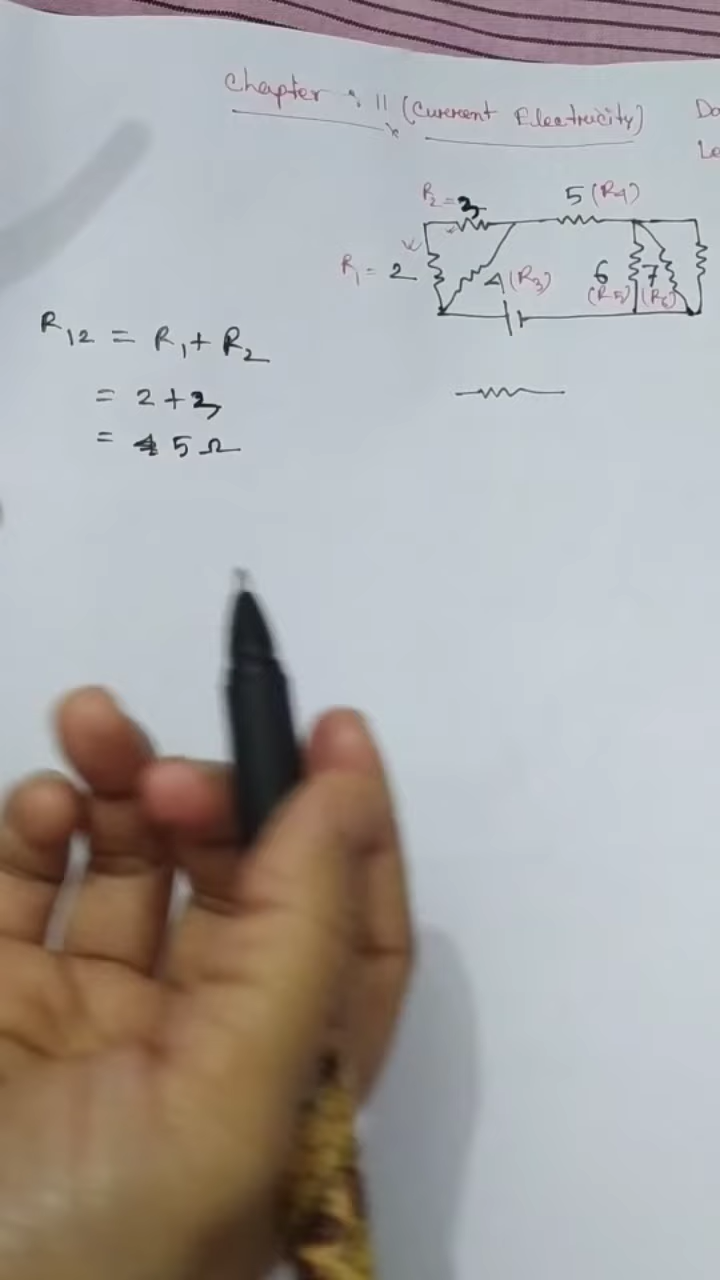 Chapter : 11 (Current Electricity)
R2 = 3
5 (R4)
R1 = 2
4 (R3)
6 (R5)
7 (R6)
R12 = R1 + R2
= 2 + 3
= 5 Ω